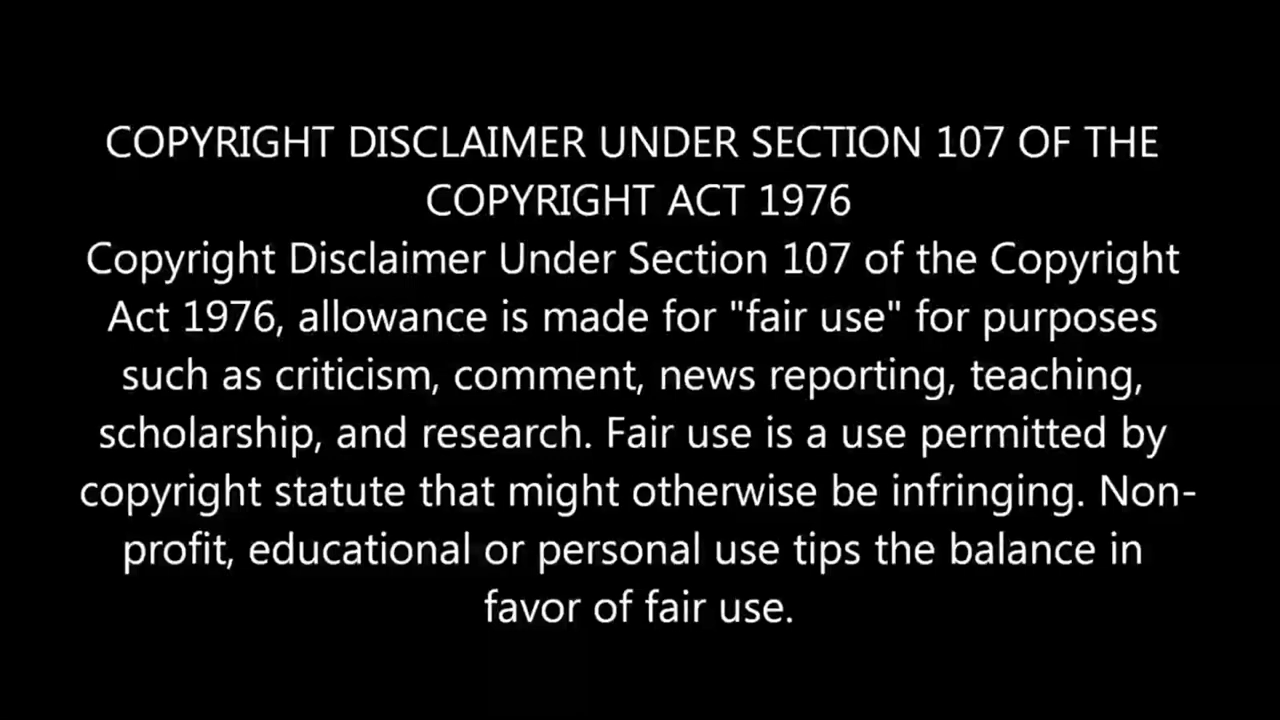 COPYRIGHT DISCLAIMER UNDER SECTION 107 OF THE
COPYRIGHT ACT 1976
Copyright Disclaimer Under Section 107 of the Copyright
Act 1976, allowance is made for "fair use" for purposes
such as criticism, comment, news reporting, teaching,
scholarship, and research. Fair use is a use permitted by
copyright statute that might otherwise be infringing. Non-
profit, educational or personal use tips the balance in
favor of fair use.